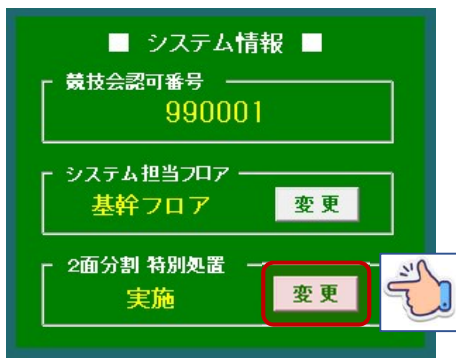 ■ システム情報 ■
競技会認可番号
990001
システム担当フロア
基幹フロア 変更
2面分割 特別処置
実施 変更